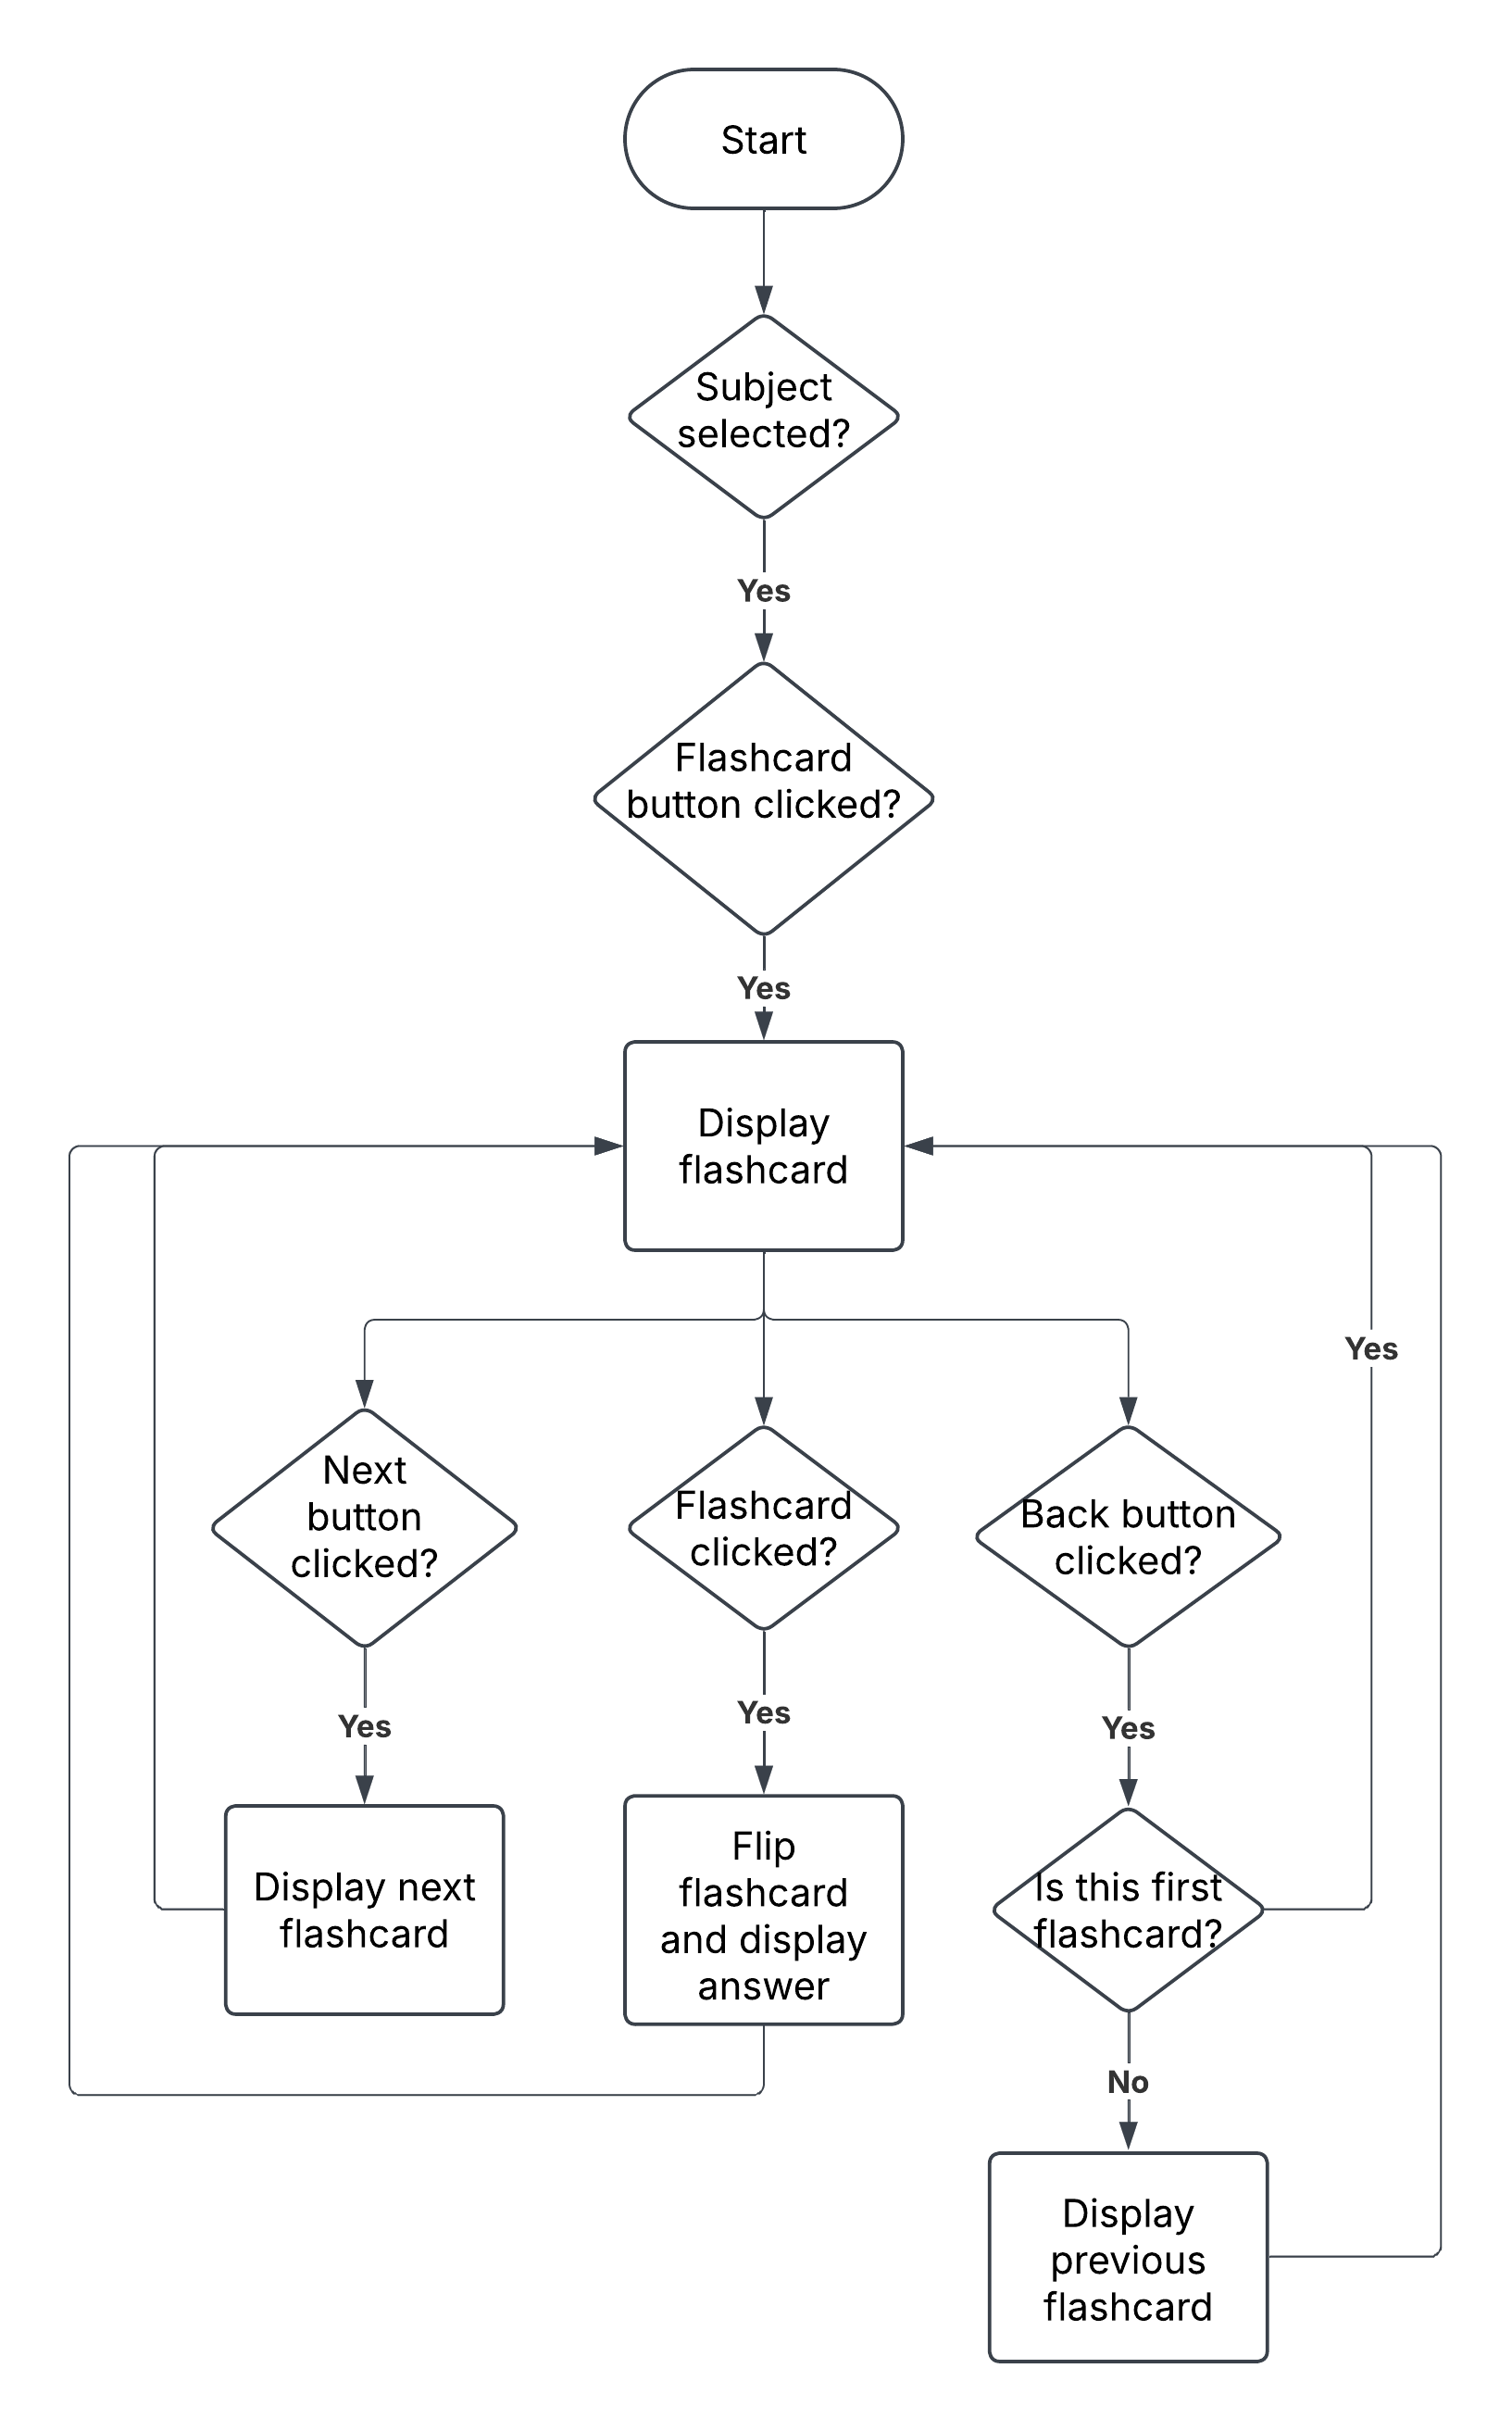 Start
Subject
selected?
Yes
Flashcard
button clicked?
Yes
Display
flashcard
Yes
Next
button
clicked?
Flashcard
clicked?
Back button
clicked?
Yes
Yes
Yes
Display next
flashcard
Flip
flashcard
and display
answer
Is this first
flashcard?
No
Display
previous
flashcard